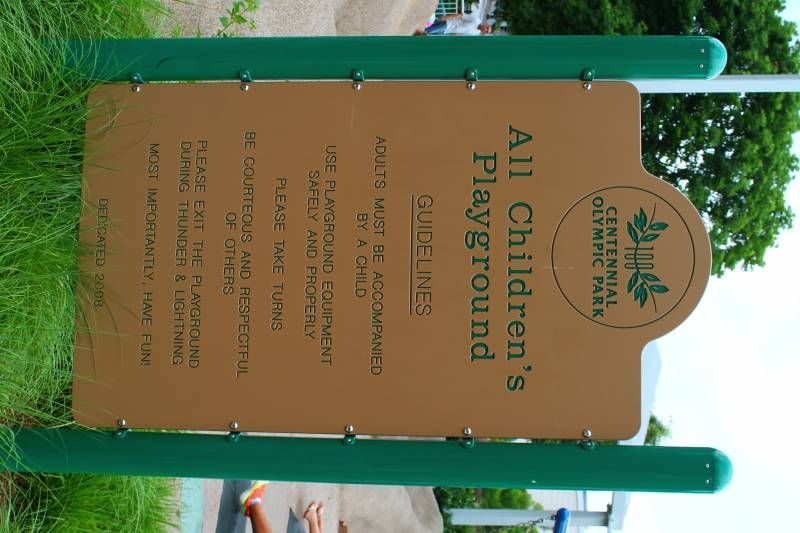 CENTENNIAL
OLYMPIC PARK
All Children's
Playground
GUIDELINES
ADULTS MUST BE ACCOMPANIED
BY A CHILD
USE PLAYGROUND EQUIPMENT
SAFELY AND PROPERLY
PLEASE TAKE TURNS
BE COURTEOUS AND RESPECTFUL
OF OTHERS
PLEASE EXIT THE PLAYGROUND
DURING THUNDER & LIGHTNING
MOST IMPORTANTLY, HAVE FUN!
DEDICATED 2008